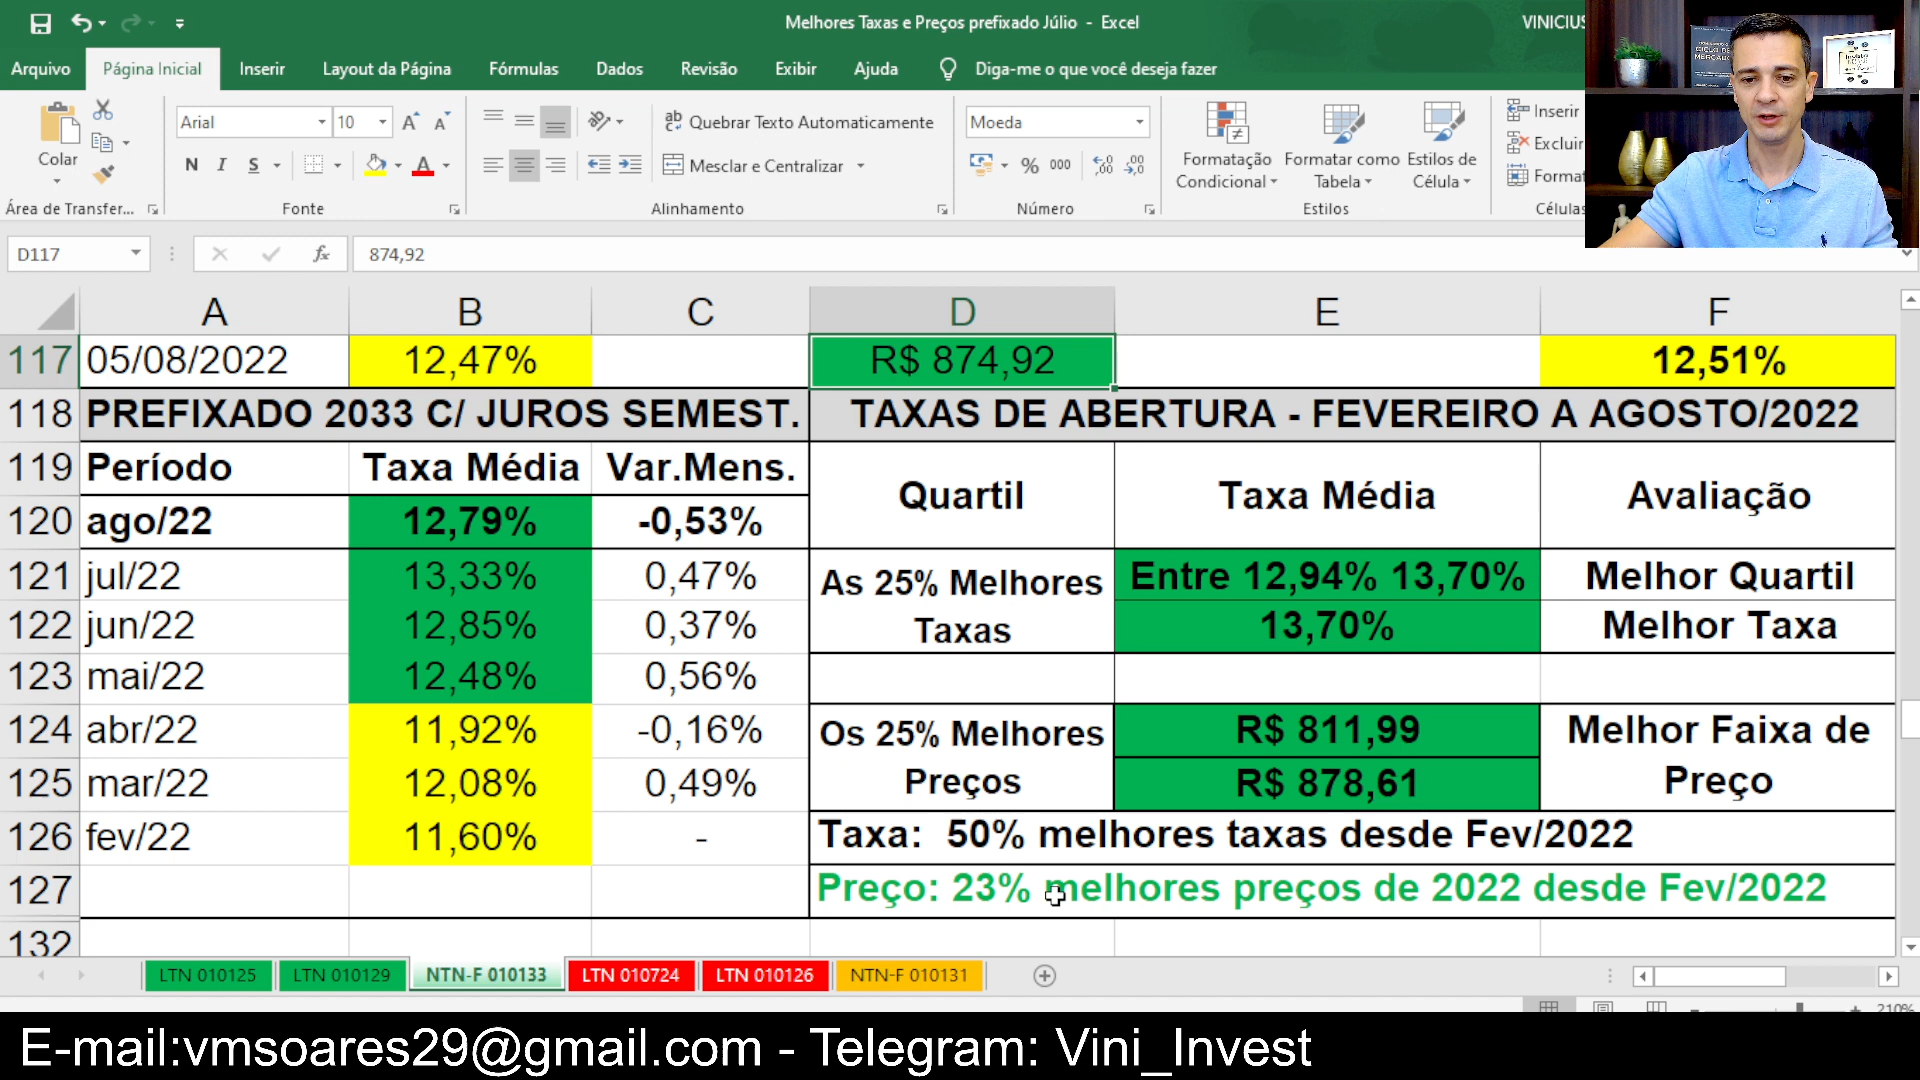 Melhores Taxas e Preços prefixado Júlio - Excel
VINICIUS
Arquivo Página Inicial Inserir Layout da Página Fórmulas Dados Revisão Exibir Ajuda Diga-me o que você deseja fazer
Colar
Área de Transfer...
Arial 10
N I S
Fonte
Quebrar Texto Automaticamente
Mesclar e Centralizar
Alinhamento
Moeda
% 000
Número
Formatação Condicional
Formatar como Tabela
Estilos de Célula
Estilos
Inserir
Excluir
Format
Células
D117 fx 874,92
A B C D E F
117 05/08/2022 12,47% R$ 874,92 12,51%
118 PREFIXADO 2033 C/ JUROS SEMEST. TAXAS DE ABERTURA - FEVEREIRO A AGOSTO/2022
119 Período Taxa Média Var.Mens. Quartil Taxa Média Avaliação
120 ago/22 12,79% -0,53%
121 jul/22 13,33% 0,47% As 25% Melhores Taxas Entre 12,94% 13,70% Melhor Quartil
122 jun/22 12,85% 0,37% 13,70% Melhor Taxa
123 mai/22 12,48% 0,56%
124 abr/22 11,92% -0,16% Os 25% Melhores Preços R$ 811,99 Melhor Faixa de Preço
125 mar/22 12,08% 0,49% R$ 878,61
126 fev/22 11,60% - Taxa: 50% melhores taxas desde Fev/2022
127 Preço: 23% melhores preços de 2022 desde Fev/2022
132
LTN 010125 LTN 010129 NTN-F 010133 LTN 010724 LTN 010126 NTN-F 010131
210%
E-mail:vmsoares29@gmail.com - Telegram: Vini_Invest